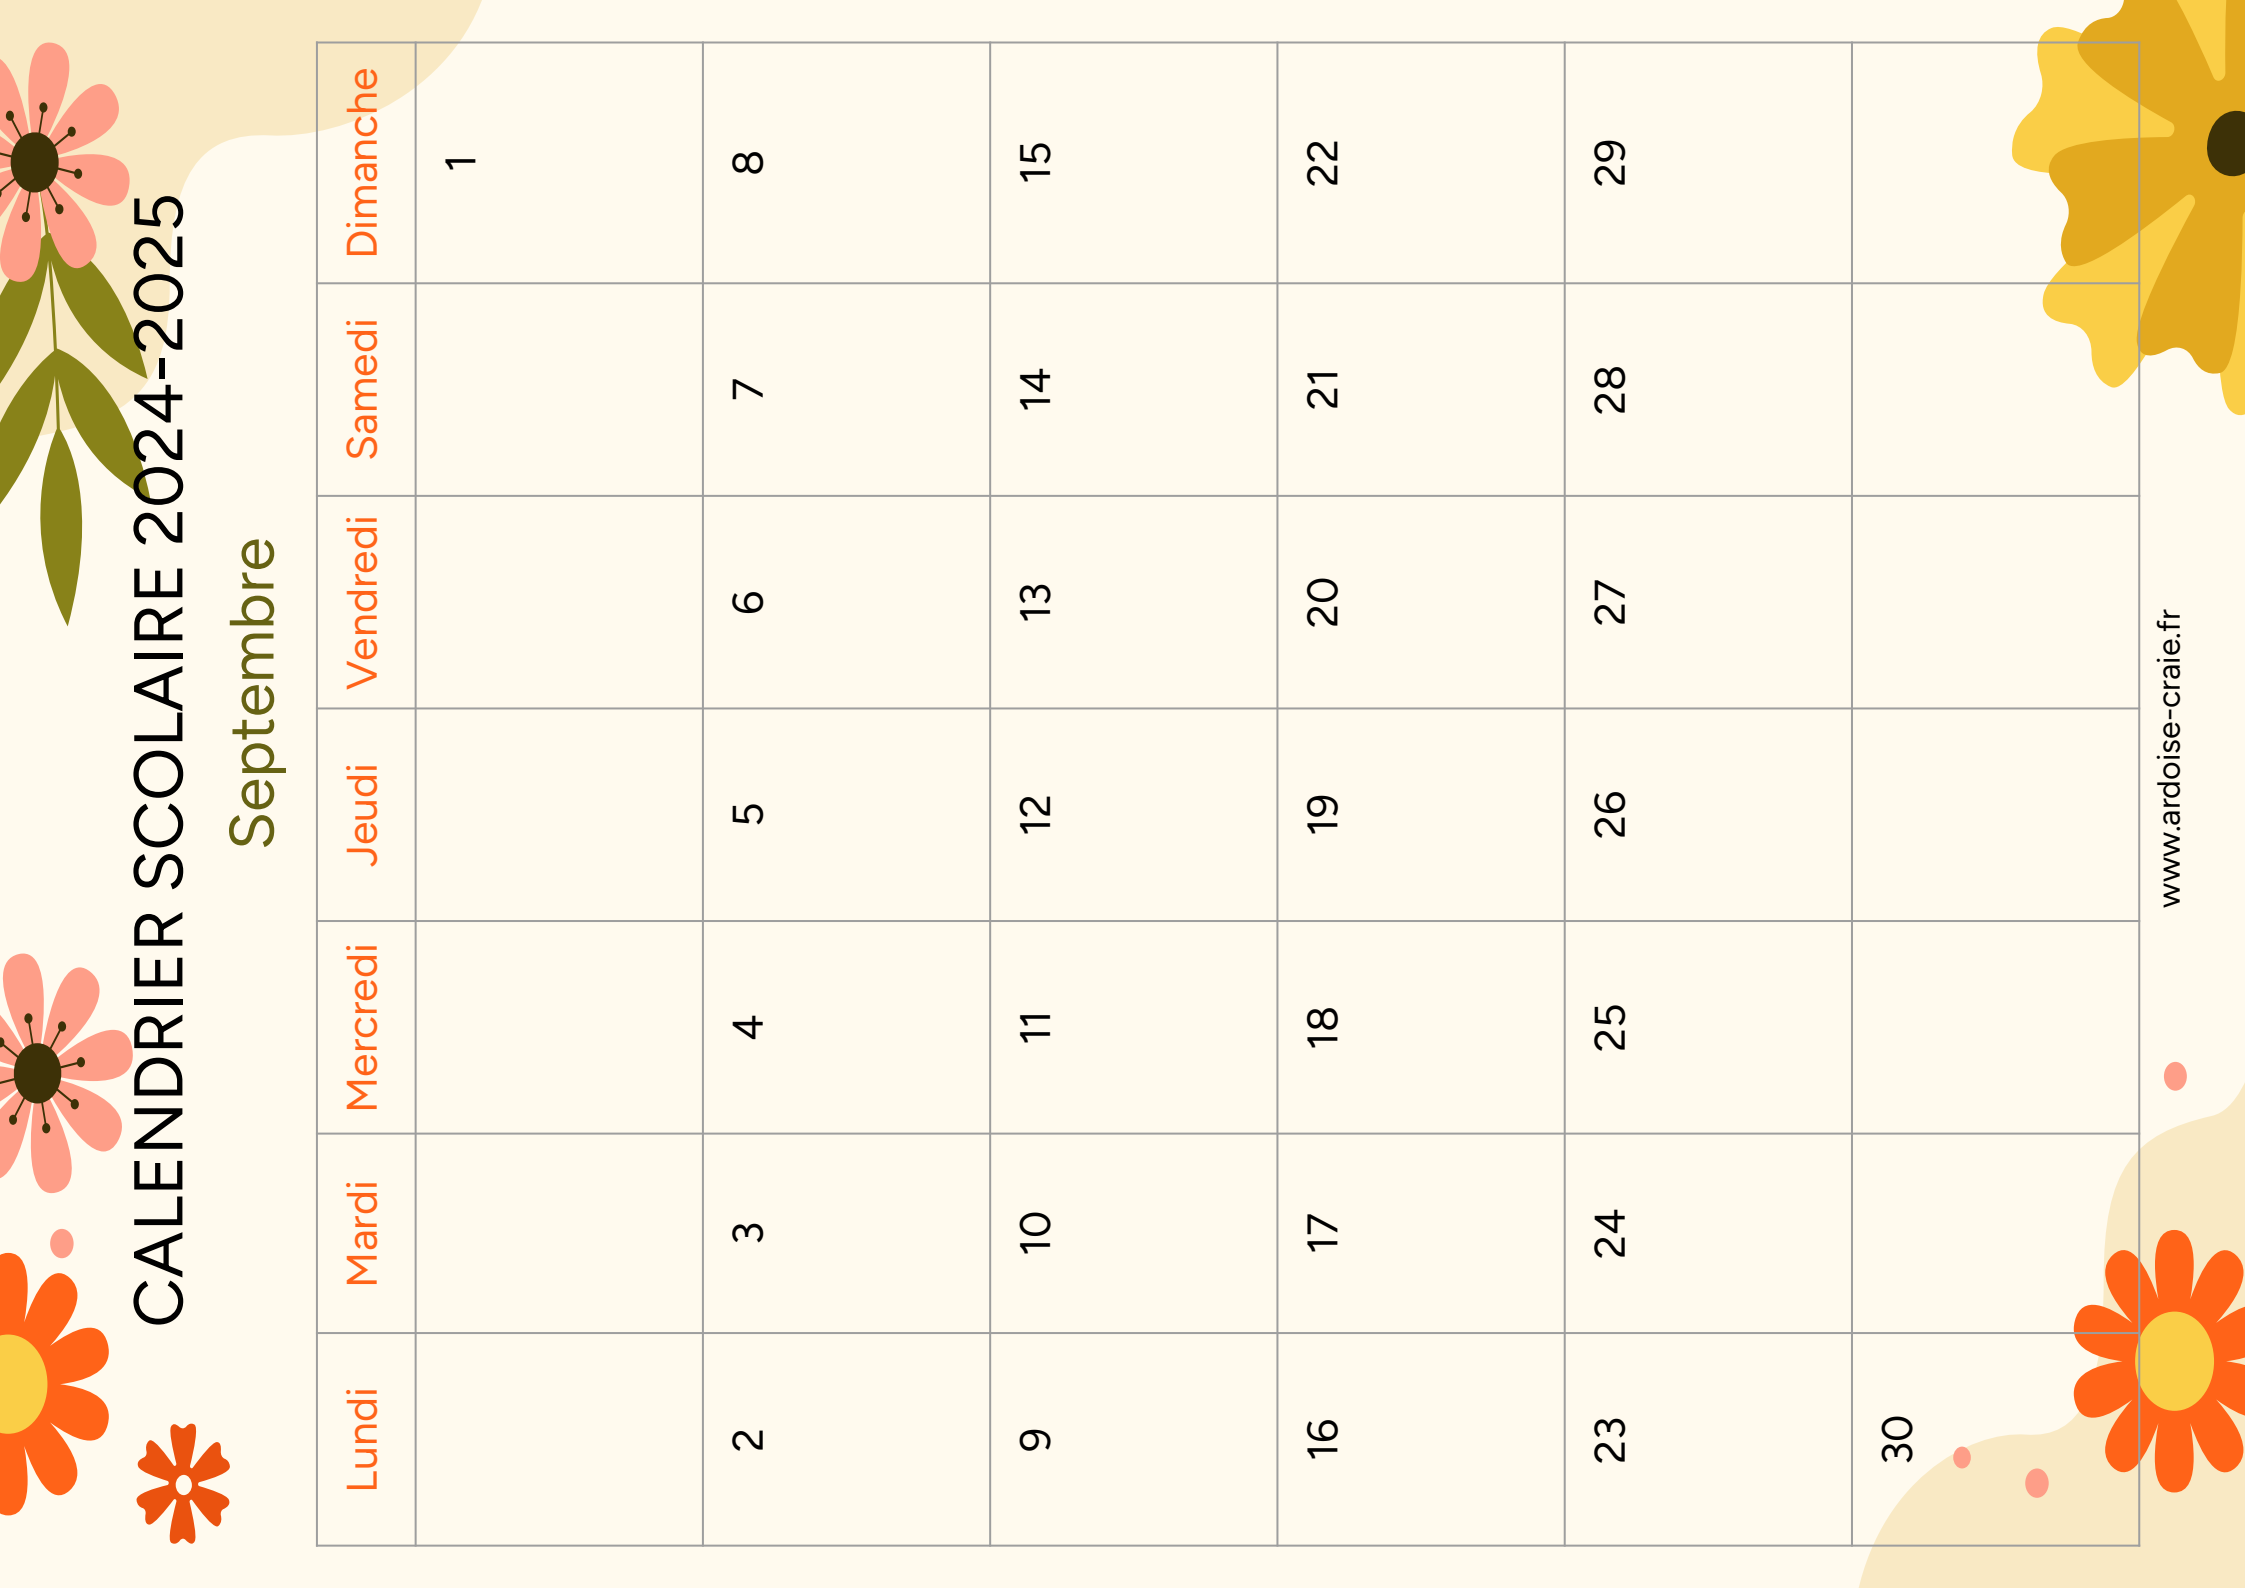 CALENDRIER SCOLAIRE 2024-2025
Septembre
Lundi Mardi Mercredi Jeudi Vendredi Samedi Dimanche
1
2 3 4 5 6 7 8
9 10 11 12 13 14 15
16 17 18 19 20 21 22
23 24 25 26 27 28 29
30
www.ardoise-craie.fr